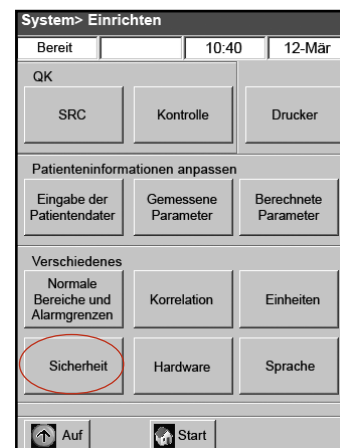 System> Einrichten
Bereit 10:40 12-Mär
QK
SRC Kontrolle Drucker
Patienteninformationen anpassen
Eingabe der Gemessene Berechnete
Patientendater Parameter Parameter
Verschiedenes
Normale
Bereiche und Korrelation Einheiten
Alarmgrenzen
Sicherheit Hardware Sprache
Auf Start